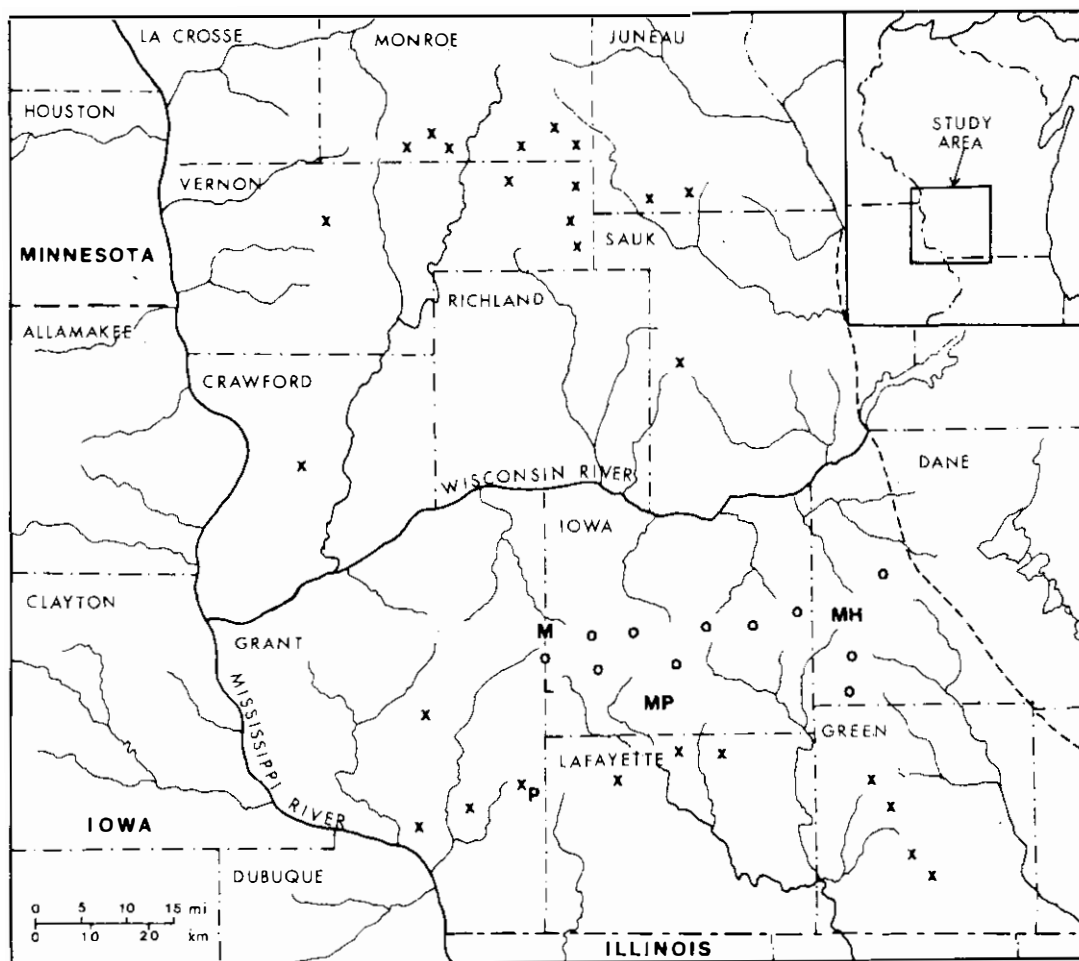 LA CROSSE
MONROE
JUNEAU
HOUSTON
STUDY
AREA
VERNON
MINNESOTA
SAUK
RICHLAND
ALLAMAKEE
CRAWFORD
DANE
WISCONSIN RIVER
IOWA
CLAYTON
GRANT
M
MH
L
MP
MISSISSIPPI
RIVER
GREEN
LAFAYETTE
P
IOWA
DUBUQUE
0 5 10 15 mi
0 10 20 km
ILLINOIS